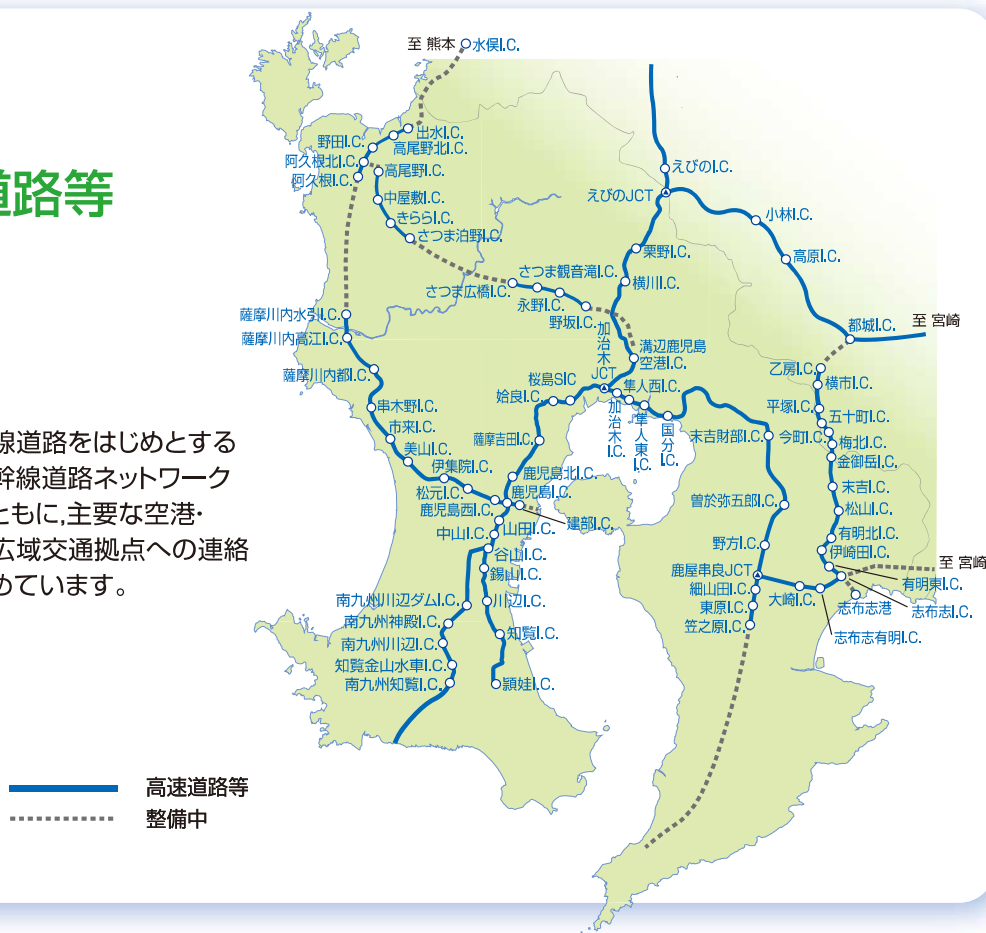 至 熊本
水俣I.C.
出水I.C.
野田I.C.
高尾野北I.C.
阿久根北I.C.
高尾野I.C.
阿久根I.C.
中屋敷I.C.
きららI.C.
さつま泊野I.C.
えびのI.C.
えびのJCT
小林I.C.
栗野I.C.
高原I.C.
さつま観音滝I.C.
横川I.C.
さつま広橋I.C.
永野I.C.
野坂I.C.
薩摩川内水引I.C.
薩摩川内高江I.C.
薩摩川内都I.C.
加治木
JCT
溝辺鹿児島
空港I.C.
都城I.C.
至 宮崎
乙房I.C.
横市I.C.
桜島SIC
姶良I.C.
隼人西I.C.
加治木I.C.
隼人東I.C.
国分I.C.
平塚I.C.
五十町I.C.
今町I.C.
梅北I.C.
金御岳I.C.
末吉財部I.C.
末吉I.C.
松山I.C.
串木野I.C.
市来I.C.
美山I.C.
薩摩吉田I.C.
伊集院I.C.
鹿児島北I.C.
松元I.C.
鹿児島I.C.
鹿児島西I.C.
建部I.C.
曽於弥五郎I.C.
有明北I.C.
山田I.C.
中山I.C.
谷山I.C.
野方I.C.
伊崎田I.C.
至 宮崎
錫山I.C.
鹿屋串良JCT
有明東I.C.
細山田I.C.
大崎I.C.
志布志港
志布志I.C.
東原I.C.
笠之原I.C.
志布志有明I.C.
南九州川辺ダムI.C.
川辺I.C.
南九州神殿I.C.
知覧I.C.
南九州川辺I.C.
知覧金山水車I.C.
南九州知覧I.C.
頴娃I.C.
道路等
線道路をはじめとする
幹線道路ネットワーク
ともに,主要な空港・
広域交通拠点への連絡
めています。
高速道路等
整備中